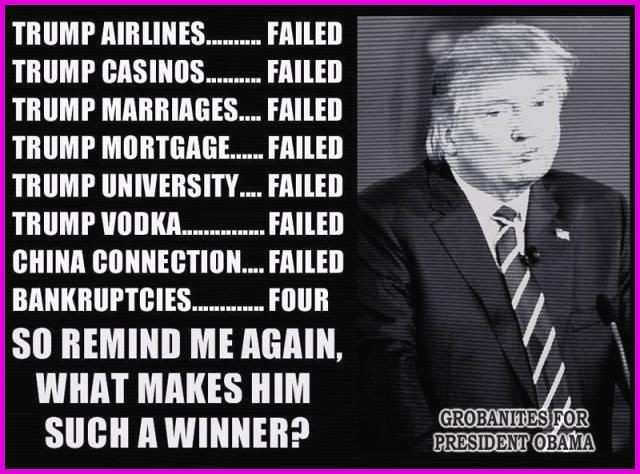 TRUMP AIRLINES.......... FAILED
TRUMP CASINOS.......... FAILED
TRUMP MARRIAGES.... FAILED
TRUMP MORTGAGE...... FAILED
TRUMP UNIVERSITY.... FAILED
TRUMP VODKA............... FAILED
CHINA CONNECTION.... FAILED
BANKRUPTCIES............. FOUR
SO REMIND ME AGAIN,
WHAT MAKES HIM
SUCH A WINNER?
GROBANITES FOR
PRESIDENT OBAMA